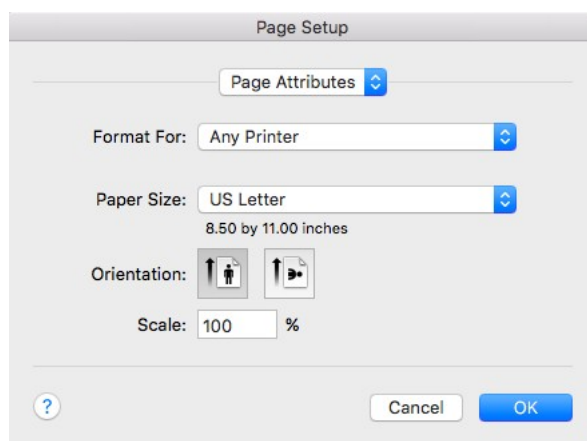 Page Setup
Page Attributes
Format For: Any Printer
Paper Size: US Letter
8.50 by 11.00 inches
Orientation:
Scale: 100 %
? Cancel OK